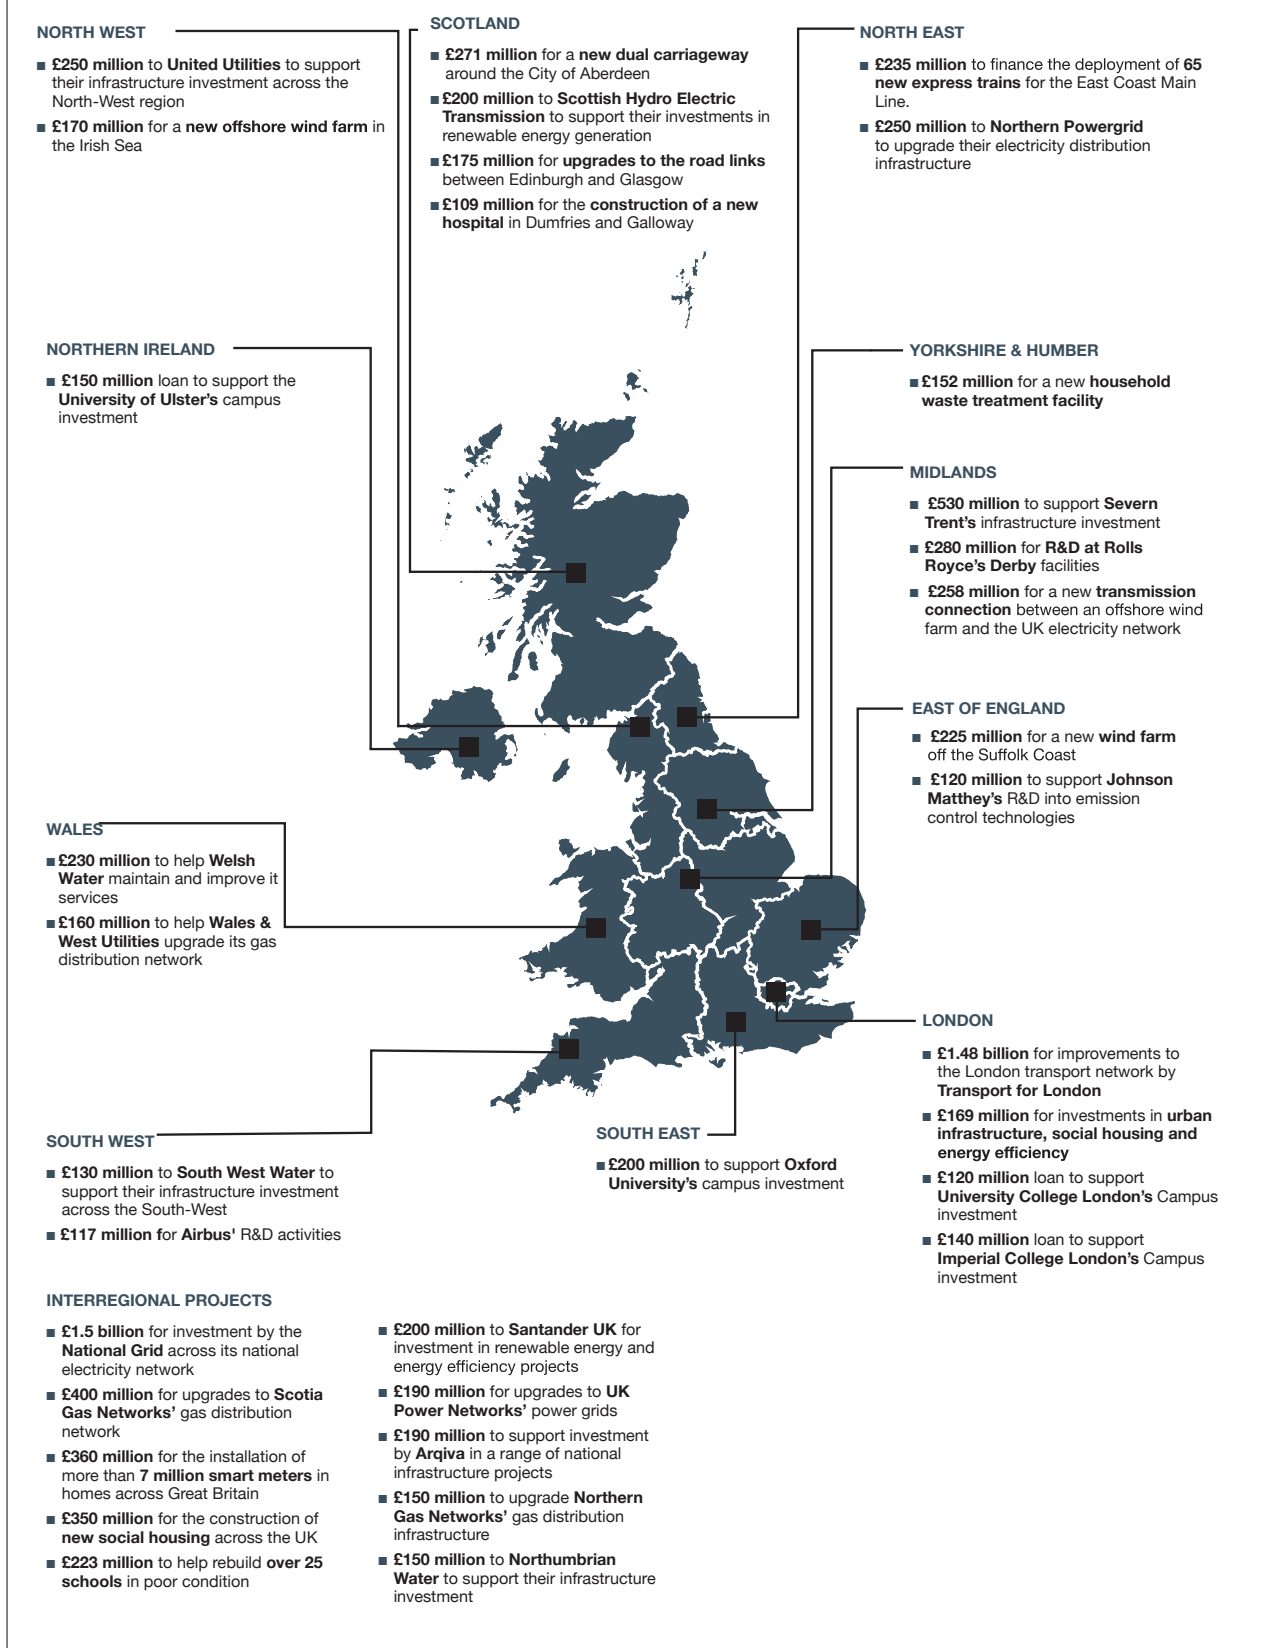 NORTH WEST
£250 million to United Utilities to support
their infrastructure investment across the
North-West region
£170 million for a new offshore wind farm in
the Irish Sea
SCOTLAND
£271 million for a new dual carriageway
around the City of Aberdeen
£200 million to Scottish Hydro Electric
Transmission to support their investments in
renewable energy generation
£175 million for upgrades to the road links
between Edinburgh and Glasgow
£109 million for the construction of a new
hospital in Dumfries and Galloway
NORTH EAST
£235 million to finance the deployment of 65
new express trains for the East Coast Main
Line.
£250 million to Northern Powergrid
to upgrade their electricity distribution
infrastructure
NORTHERN IRELAND
£150 million loan to support the
University of Ulster's campus
investment
YORKSHIRE & HUMBER
£152 million for a new household
waste treatment facility
MIDLANDS
£530 million to support Severn
Trent's infrastructure investment
£280 million for R&D at Rolls
Royce's Derby facilities
£258 million for a new transmission
connection between an offshore wind
farm and the UK electricity network
EAST OF ENGLAND
£225 million for a new wind farm
off the Suffolk Coast
£120 million to support Johnson
Matthey's R&D into emission
control technologies
WALES
£230 million to help Welsh
Water maintain and improve it
services
£160 million to help Wales &
West Utilities upgrade its gas
distribution network
LONDON
£1.48 billion for improvements to
the London transport network by
Transport for London
£169 million for investments in urban
infrastructure, social housing and
energy efficiency
£120 million loan to support
University College London's Campus
investment
£140 million loan to support
Imperial College London's Campus
investment
SOUTH WEST
£130 million to South West Water to
support their infrastructure investment
across the South-West
£117 million for Airbus' R&D activities
SOUTH EAST
£200 million to support Oxford
University's campus investment
INTERREGIONAL PROJECTS
£1.5 billion for investment by the
National Grid across its national
electricity network
£400 million for upgrades to Scotia
Gas Networks' gas distribution
network
£360 million for the installation of
more than 7 million smart meters in
homes across Great Britain
£350 million for the construction of
new social housing across the UK
£223 million to help rebuild over 25
schools in poor condition
£200 million to Santander UK for
investment in renewable energy and
energy efficiency projects
£190 million for upgrades to UK
Power Networks' power grids
£190 million to support investment
by Arqiva in a range of national
infrastructure projects
£150 million to upgrade Northern
Gas Networks' gas distribution
infrastructure
£150 million to Northumbrian
Water to support their infrastructure
investment